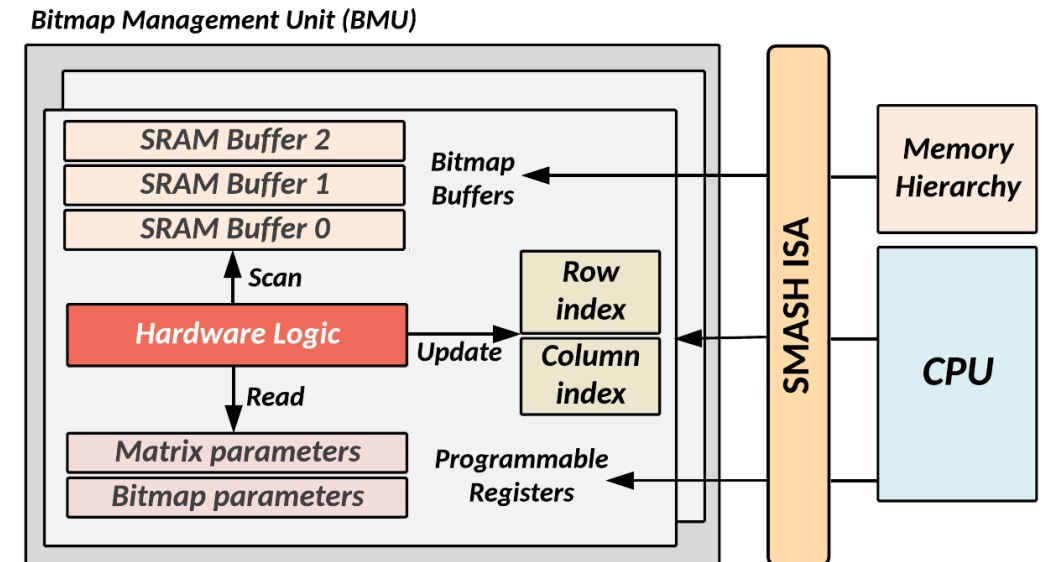 Bitmap Management Unit (BMU)
SRAM Buffer 2
SRAM Buffer 1
SRAM Buffer 0
Bitmap
Buffers
Scan
Hardware Logic
Update
Read
Row
index
Column
index
Matrix parameters
Bitmap parameters
Programmable
Registers
SMASH ISA
Memory
Hierarchy
CPU